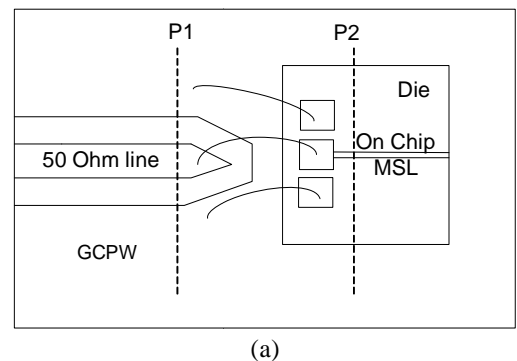 P1
P2
Die
50 Ohm line
On Chip
MSL
GCPW
(a)